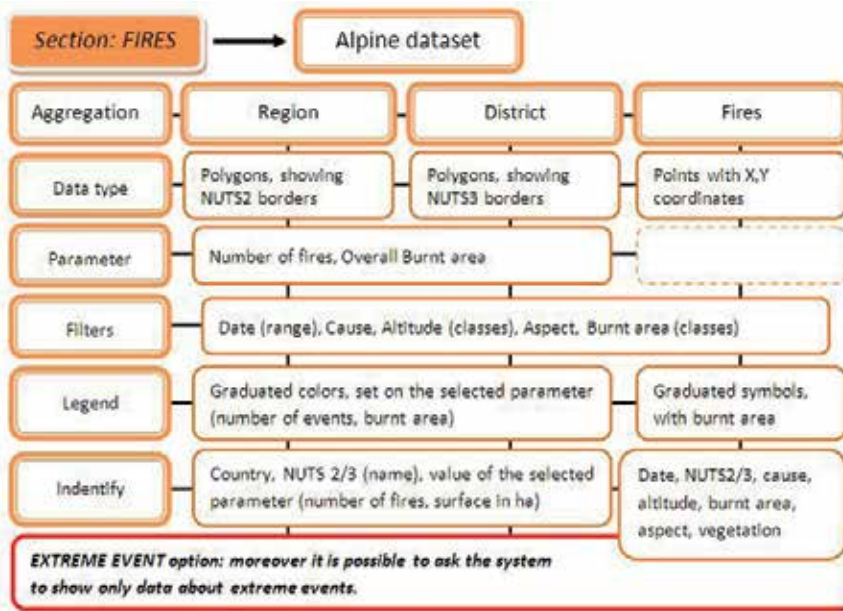 Section: FIRES
Alpine dataset
Aggregation
Region
District
Fires
Data type
Polygons, showing
NUTS2 borders
Polygons, showing
NUTS3 borders
Points with X,Y
coordinates
Parameter
Number of fires, Overall Burnt area
Filters
Date (range), Cause, Altitude (classes), Aspect, Burnt area (classes)
Legend
Graduated colors, set on the selected parameter
(number of events, burnt area)
Graduated symbols,
with burnt area
Indentify
Country, NUTS 2/3 (name), value of the selected
parameter (number of fires, surface in ha)
Date, NUTS2/3, cause,
altitude, burnt area,
aspect, vegetation
EXTREME EVENT option: moreover it is possible to ask the system
to show only data about extreme events.